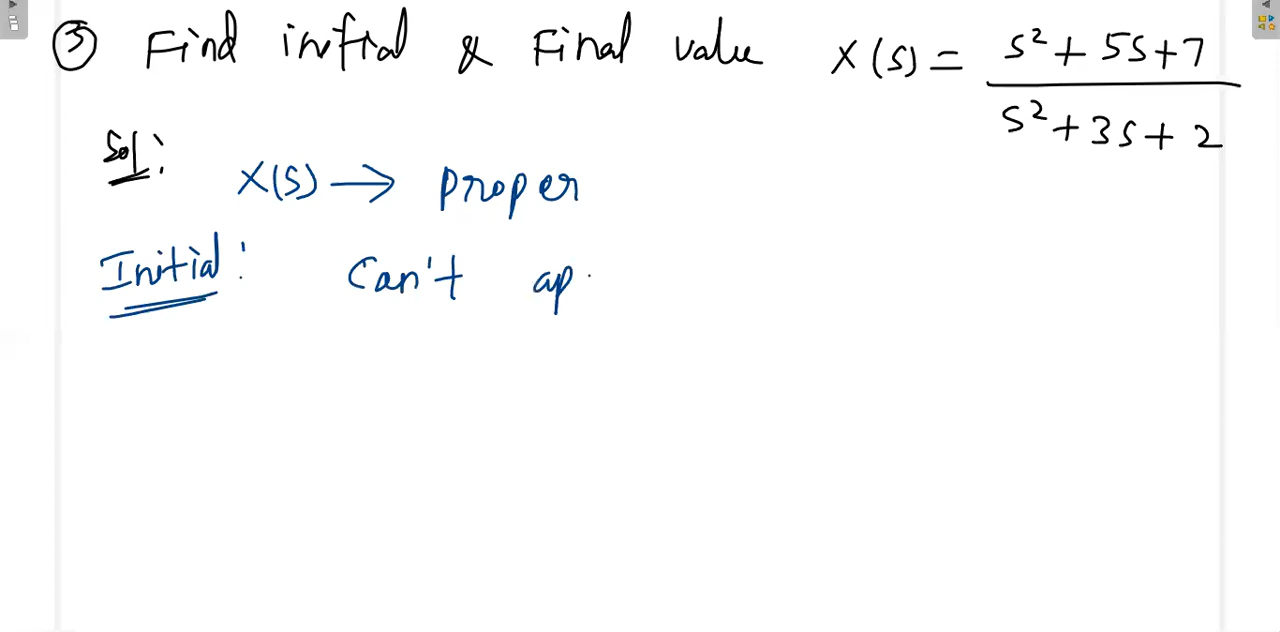 ③ Find initial & Final value X(s) = (s² + 5s + 7) / (s² + 3s + 2)
Sol:
X(s) → proper
Initial: Can't ap